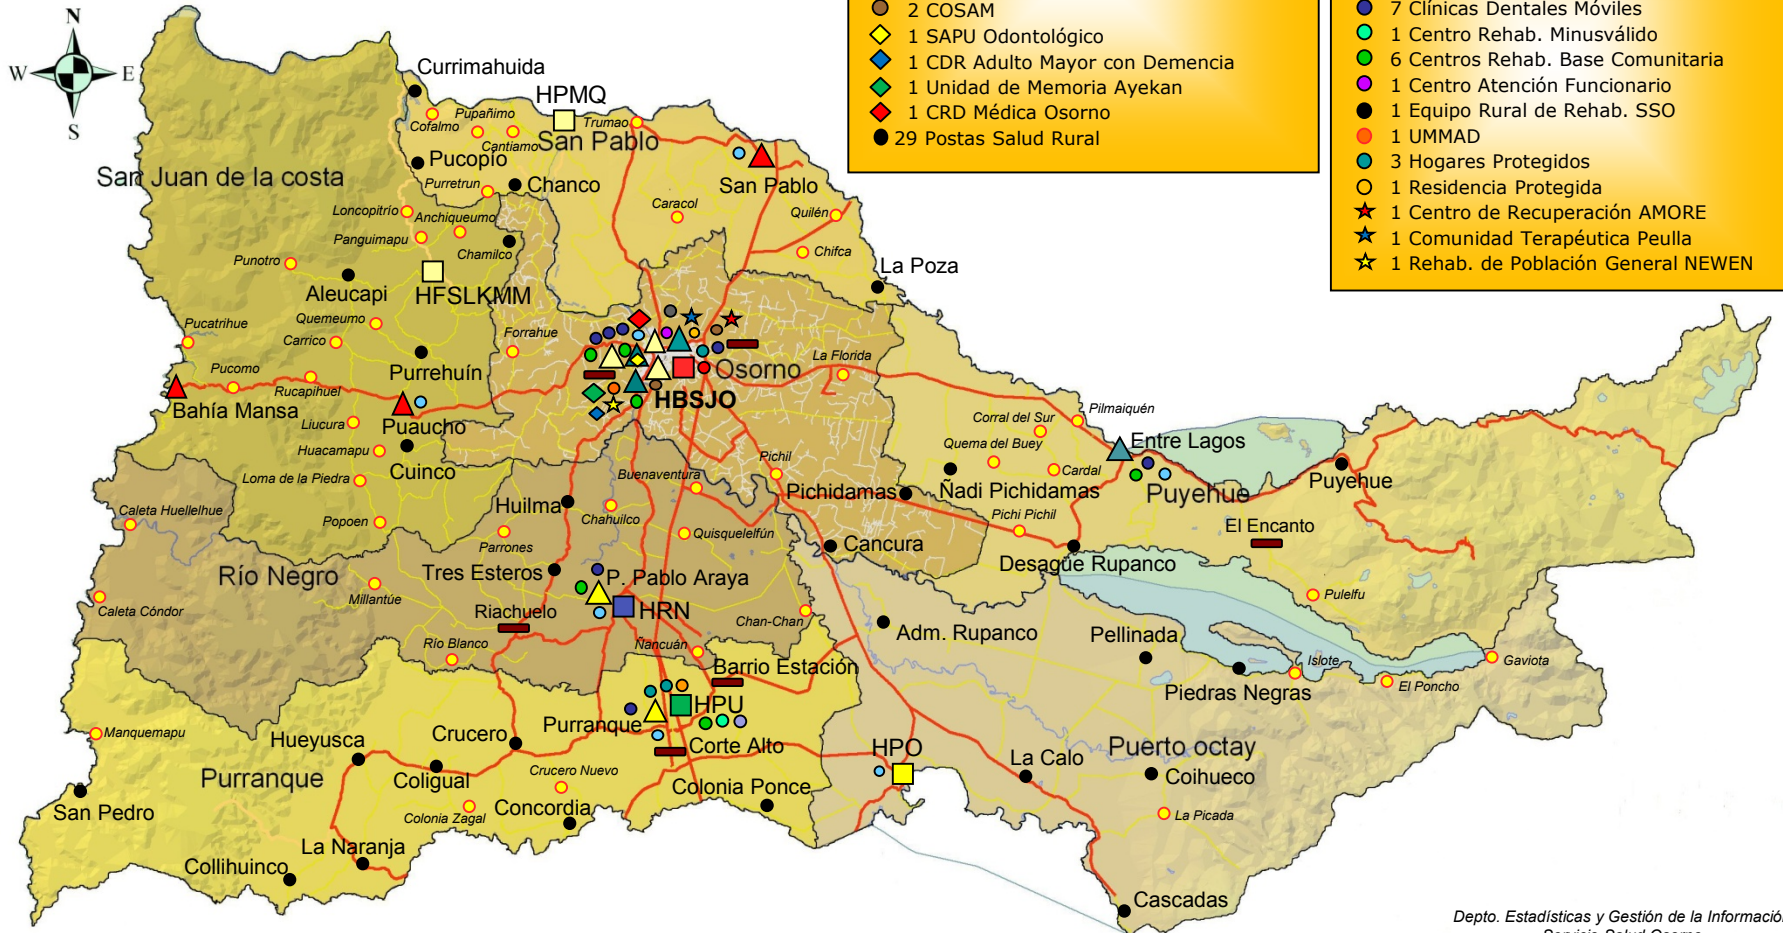 2 COSAM
1 SAPU Odontológico
1 CDR Adulto Mayor con Demencia
1 Unidad de Memoria Ayekan
1 CRD Médica Osorno
29 Postas Salud Rural
7 Clínicas Dentales Móviles
1 Centro Rehab. Minusválido
6 Centros Rehab. Base Comunitaria
1 Centro Atención Funcionario
1 Equipo Rural de Rehab. SSO
1 UMMAD
3 Hogares Protegidos
1 Residencia Protegida
1 Centro de Recuperación AMORE
1 Comunidad Terapéutica Peulla
1 Rehab. de Población General NEWEN
N
W
E
S
Currimahuida
HPMQ
Cofalmo
Pupañimo
Cantiamo
Trumao
San Pablo
Pucopío
San Juan de la costa
Purretrun
Chanco
San Pablo
Loncopitrío
Anchiqueumo
Caracol
Quilén
Panguimapu
Chamilco
Chifca
Punotro
Aleucapi
HFSLKMM
La Poza
Quemeumo
Pucatrihue
Carrico
Forrahue
La Florida
Purrehuín
Osorno
Pucomo
Rucapihuel
HBSJO
Bahía Mansa
Puaucho
Liucura
Corral del Sur
Pilmaiquén
Huacamapu
Cuinco
Quema del Buey
Entre Lagos
Loma de la Piedra
Buenaventura
Pichil
Cardal
Pichidamas
Ñadi Pichidamas
Puyehue
Puyehue
Caleta Huellelhue
Popoen
Huilma
Chahuilco
Parrones
Quisquelelfún
Pichi Pichil
El Encanto
Cancura
Desagüe Rupanco
Río Negro
Tres Esteros
P. Pablo Araya
Millantúe
Caleta Cóndor
Riachuelo
HRN
Chan-Chan
Pulelfu
Adm. Rupanco
Pellinada
Río Blanco
Ñancuán
Barrio Estación
Islote
Gaviota
Piedras Negras
El Poncho
HPU
Purranque
Manquemapu
Hueyusca
Crucero
Corte Alto
HPO
La Calo
Puerto octay
Coihueco
Purranque
Coligual
Crucero Nuevo
Colonia Ponce
San Pedro
Colonia Zagal
Concordia
La Picada
La Naranja
Collihuinco
Cascadas
Depto. Estadísticas y Gestión de la Información
Servicio Salud Osorno